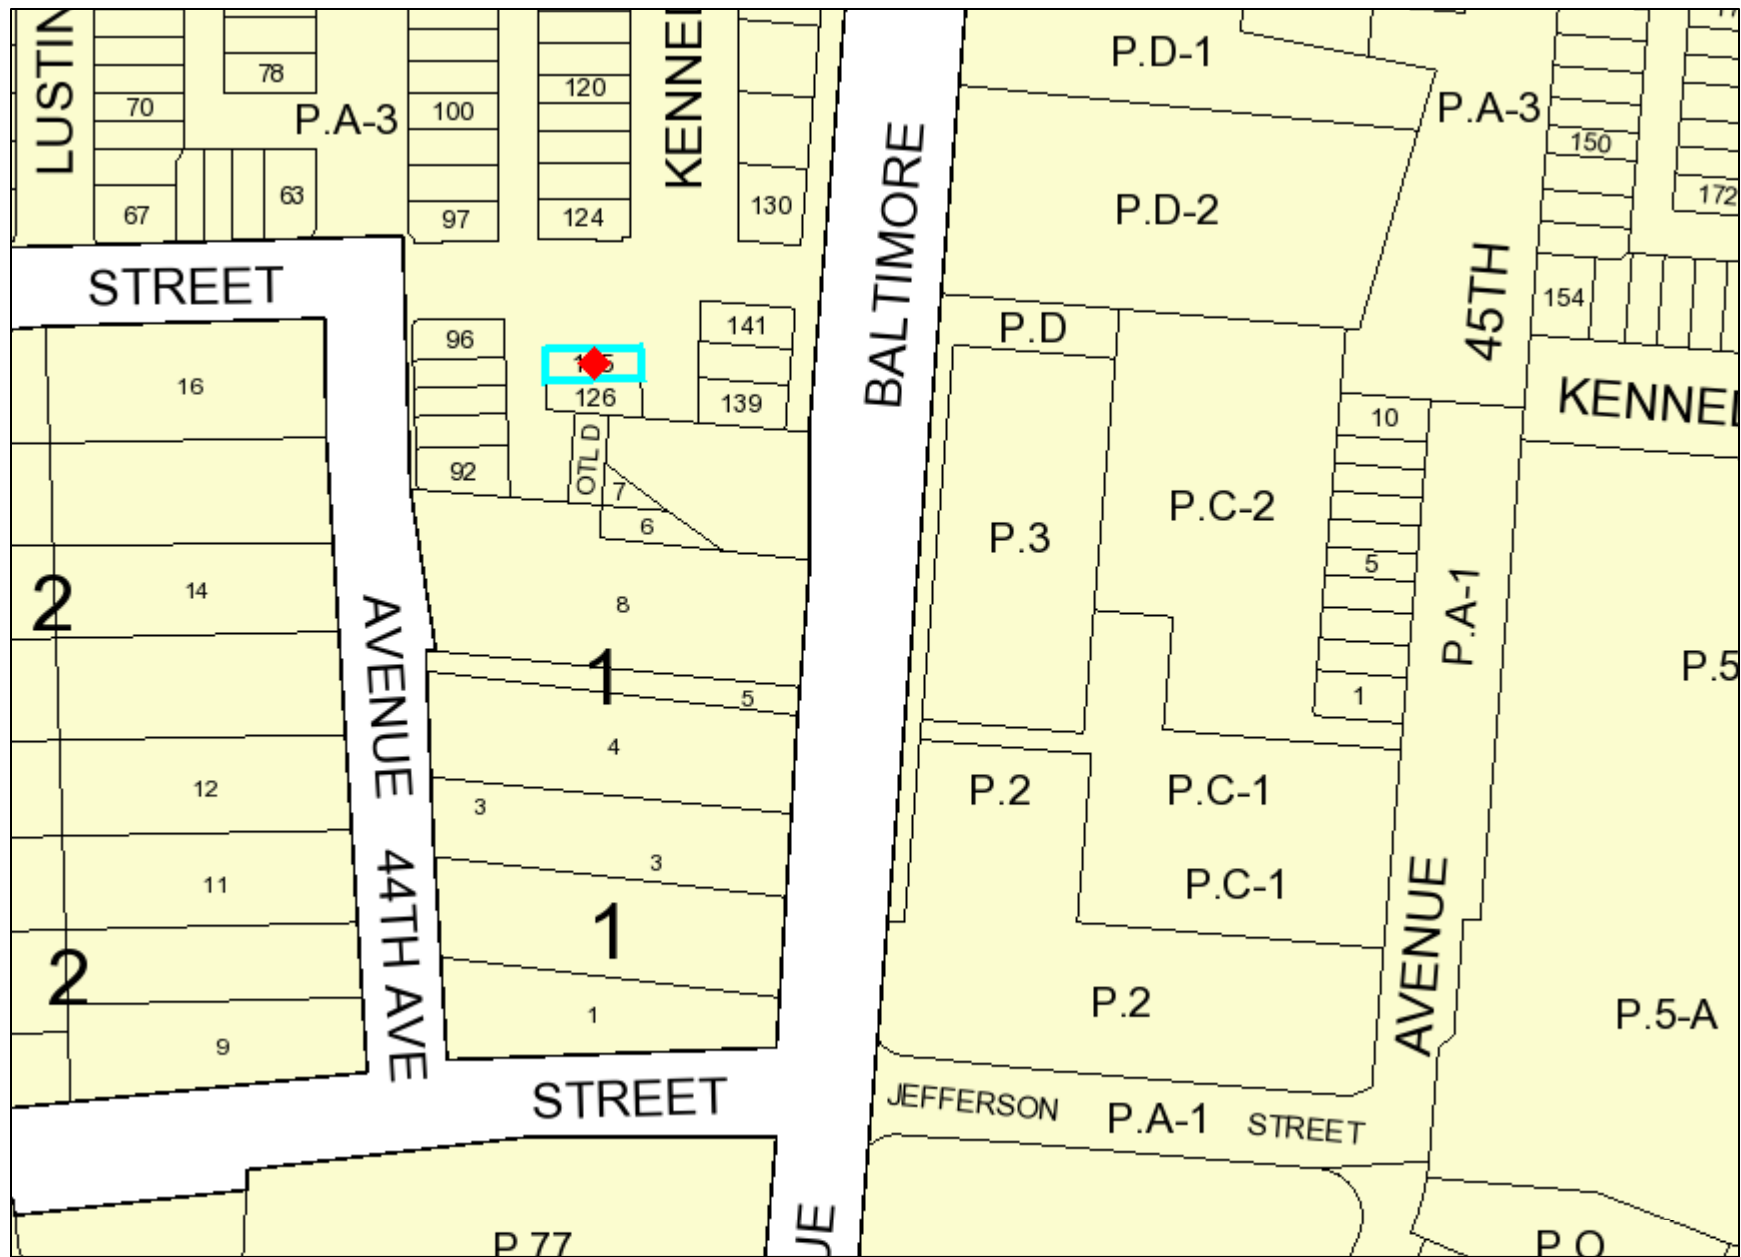 LUSTIN
78
70
P.A-3
67
63
100
97
120
124
KENNE
130
P.D-1
P.D-2
P.A-3
150
172
154
45TH
STREET
BALTIMORE
P.D
KENNE
96
92
126
141
139
OTL D
7
6
16
14
2
12
11
2
9
AVENUE
44TH AVE
8
1
5
4
3
3
1
1
P.3
P.C-2
10
5
1
P.A-1
P.5
P.2
P.C-1
P.C-1
P.2
AVENUE
P.5-A
STREET
JEFFERSON
P.A-1
STREET
P.77
UE
P.O